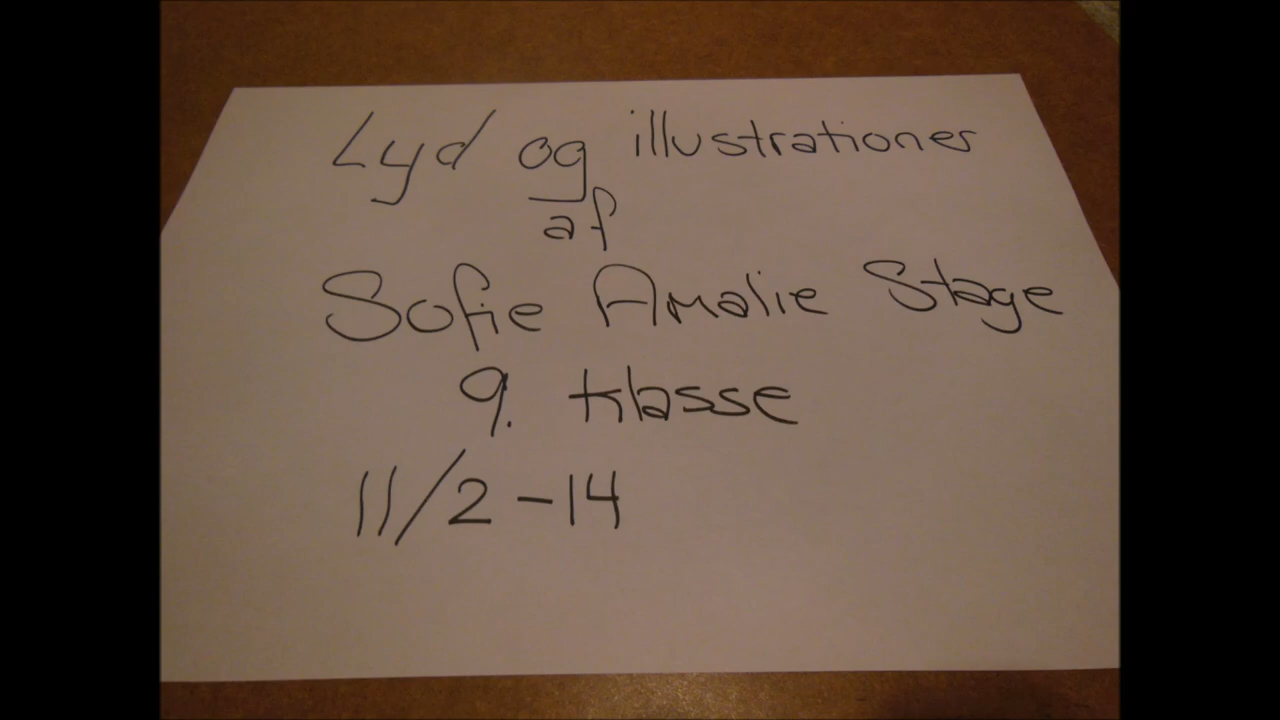 Lyd og illustrationer
af
Sofie Amalie Stage
9. klasse
11/2-14